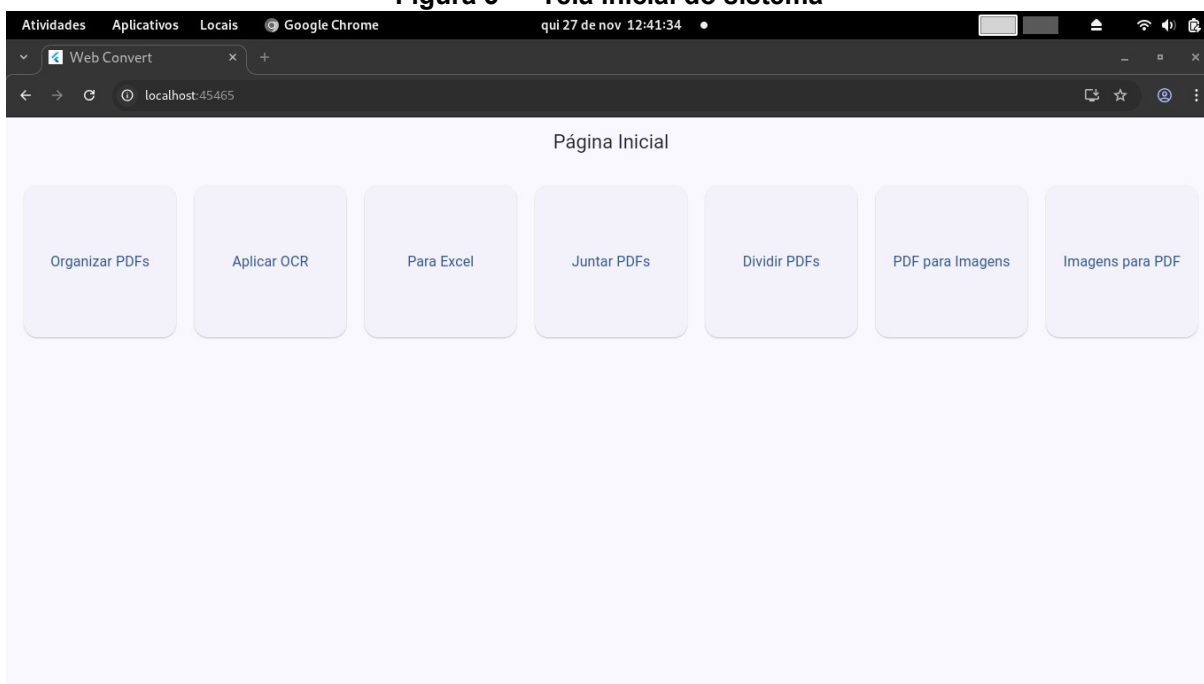 Atividades Aplicativos Locais Google Chrome qui 27 de nov 12:41:34
Web Convert
localhost:45465
Página Inicial
Organizar PDFs Aplicar OCR Para Excel Juntar PDFs Dividir PDFs PDF para Imagens Imagens para PDF